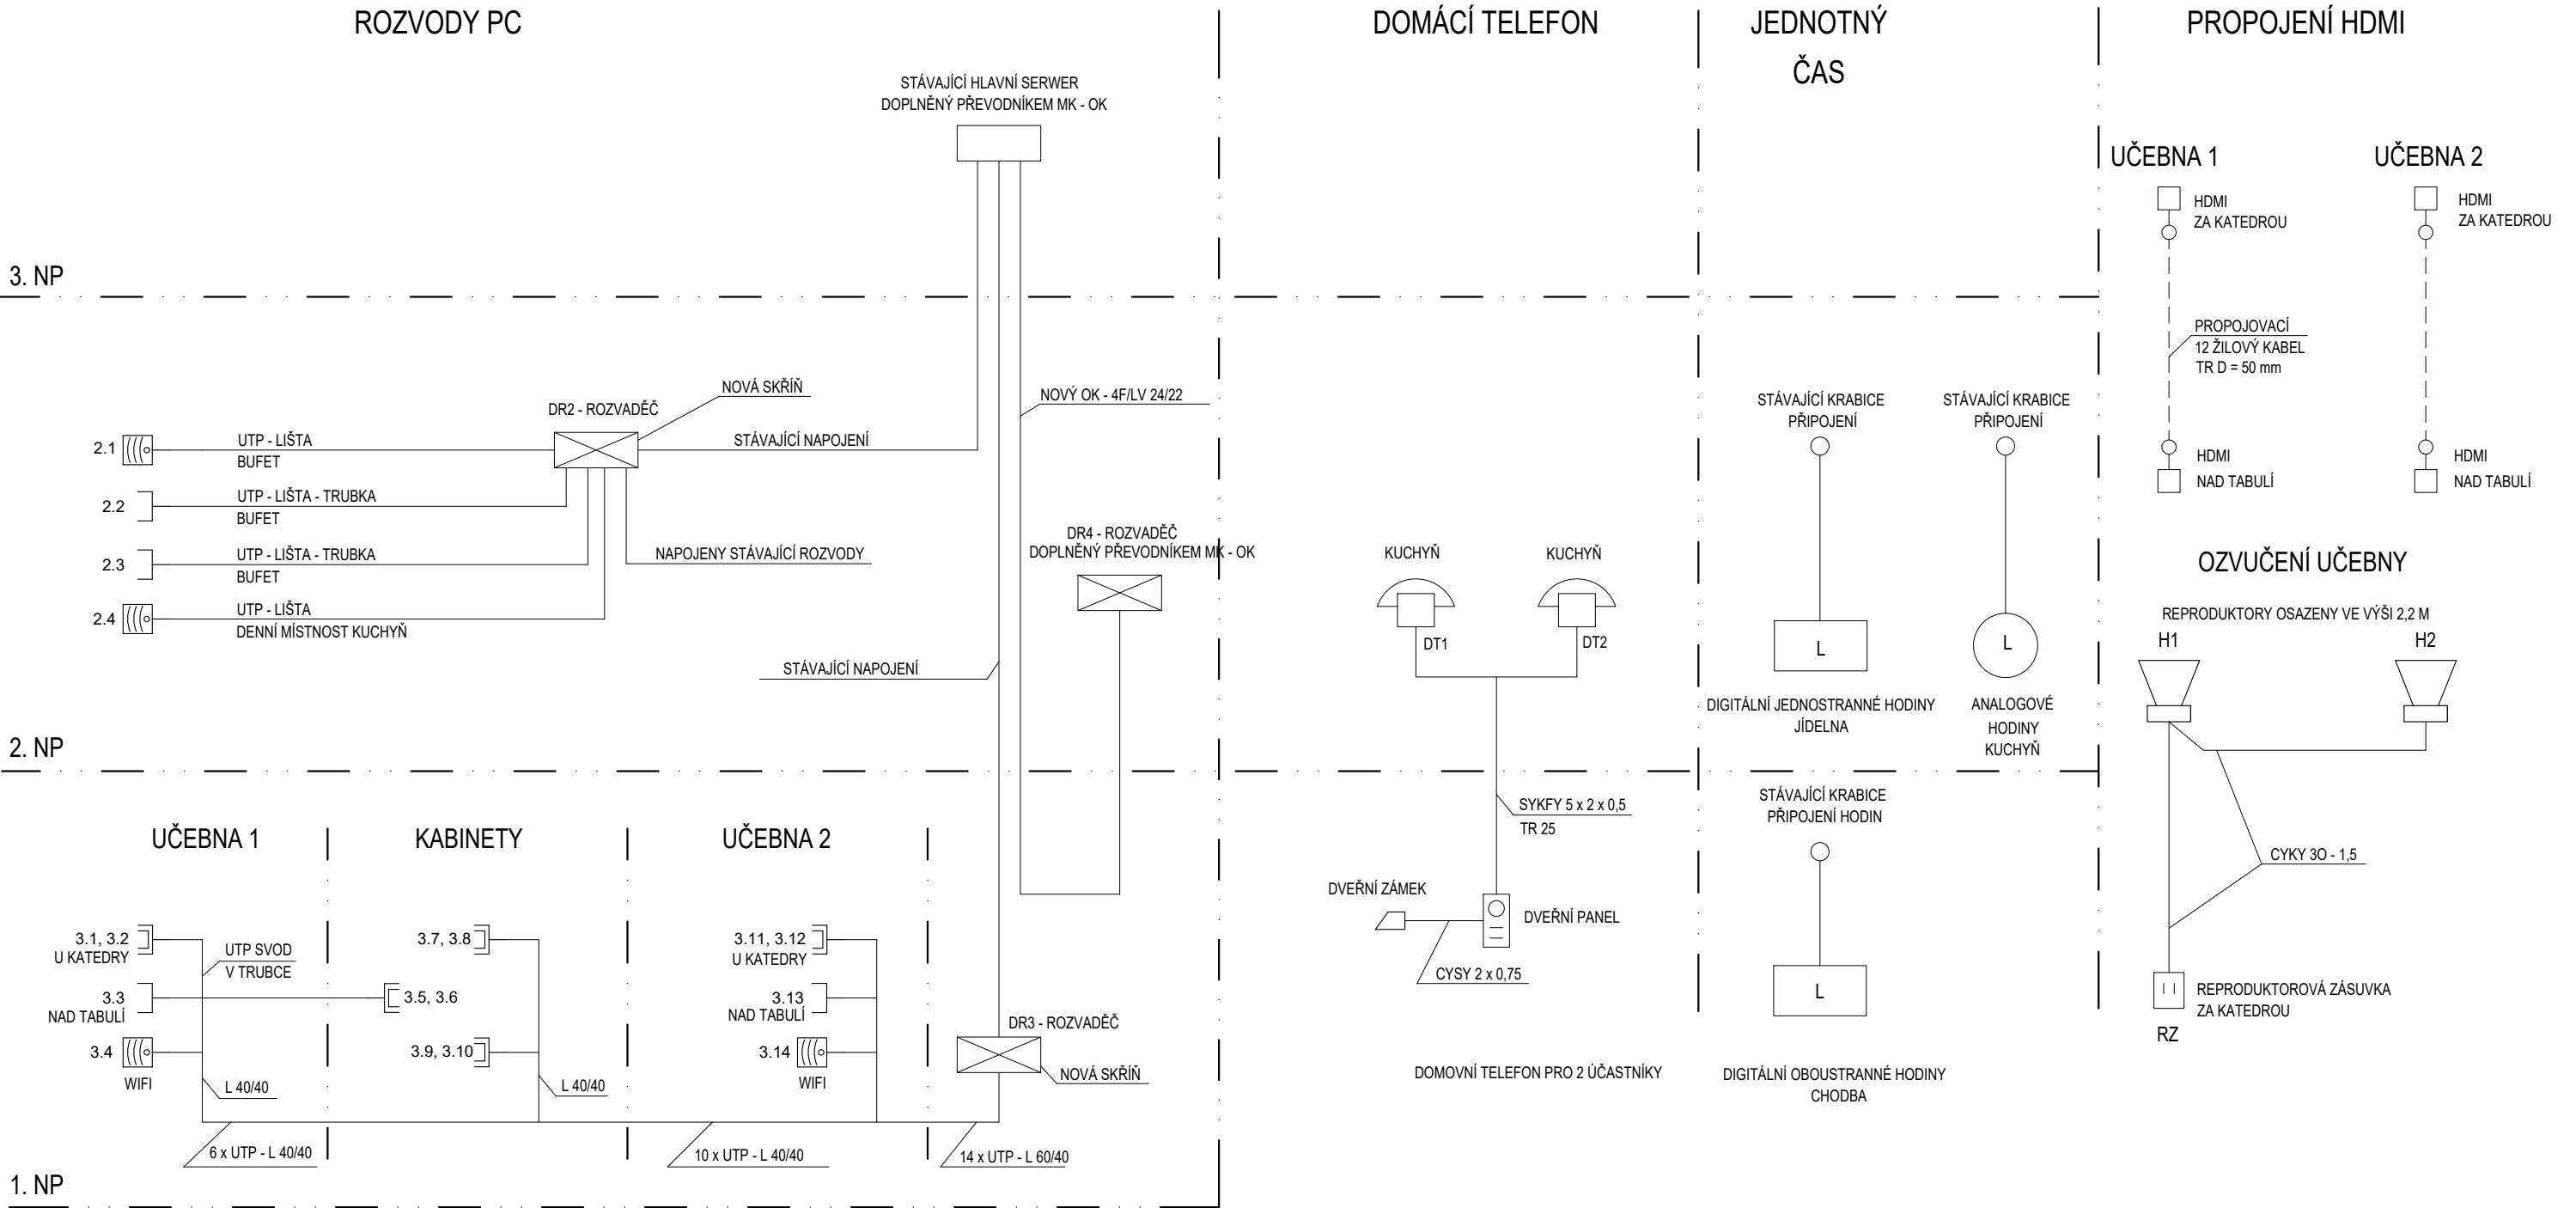 ROZVODY PC
DOMÁCÍ TELEFON
JEDNOTNÝ
ČAS
PROPOJENÍ HDMI
STÁVAJÍCÍ HLAVNÍ SERWER
DOPLNĚNÝ PŘEVODNÍKEM MK - OK
3. NP
NOVÁ SKŘÍŇ
DR2 - ROZVADĚČ
STÁVAJÍCÍ NAPOJENÍ
NOVÝ OK - 4F/LV 24/22
2.1
UTP - LIŠTA
BUFET
2.2
UTP - LIŠTA - TRUBKA
BUFET
2.3
UTP - LIŠTA - TRUBKA
BUFET
2.4
UTP - LIŠTA
DENNÍ MÍSTNOST KUCHYŇ
NAPOJENY STÁVAJÍCÍ ROZVODY
DR4 - ROZVADĚČ
DOPLNĚNÝ PŘEVODNÍKEM MK - OK
STÁVAJÍCÍ NAPOJENÍ
2. NP
UČEBNA 1
KABINETY
UČEBNA 2
3.1, 3.2
U KATEDRY
UTP SVOD
V TRUBCE
3.3
NAD TABULÍ
3.4
WIFI
L 40/40
3.7, 3.8
3.5, 3.6
3.9, 3.10
L 40/40
3.11, 3.12
U KATEDRY
3.13
NAD TABULÍ
3.14
WIFI
DR3 - ROZVADĚČ
NOVÁ SKŘÍŇ
6 x UTP - L 40/40
10 x UTP - L 40/40
14 x UTP - L 60/40
1. NP
KUCHYŇ
KUCHYŇ
DT1
DT2
SYKFY 5 x 2 x 0,5
TR 25
DVEŘNÍ ZÁMEK
DVEŘNÍ PANEL
CYSY 2 x 0,75
DOMOVNÍ TELEFON PRO 2 ÚČASTNÍKY
STÁVAJÍCÍ KRABICE
PŘIPOJENÍ
STÁVAJÍCÍ KRABICE
PŘIPOJENÍ
L
L
DIGITÁLNÍ JEDNOSTRANNÉ HODINY
JÍDELNA
ANALOGOVÉ
HODINY
KUCHYŇ
STÁVAJÍCÍ KRABICE
PŘIPOJENÍ HODIN
L
DIGITÁLNÍ OBOUSTRANNÉ HODINY
CHODBA
UČEBNA 1
UČEBNA 2
HDMI
ZA KATEDROU
HDMI
ZA KATEDROU
PROPOJOVACÍ
12 ŽILOVÝ KABEL
TR D = 50 mm
HDMI
NAD TABULÍ
HDMI
NAD TABULÍ
OZVUČENÍ UČEBNY
REPRODUKTORY OSAZENY VE VÝŠI 2,2 M
H1
H2
CYKY 3O - 1,5
REPRODUKTOROVÁ ZÁSUVKA
ZA KATEDROU
RZ